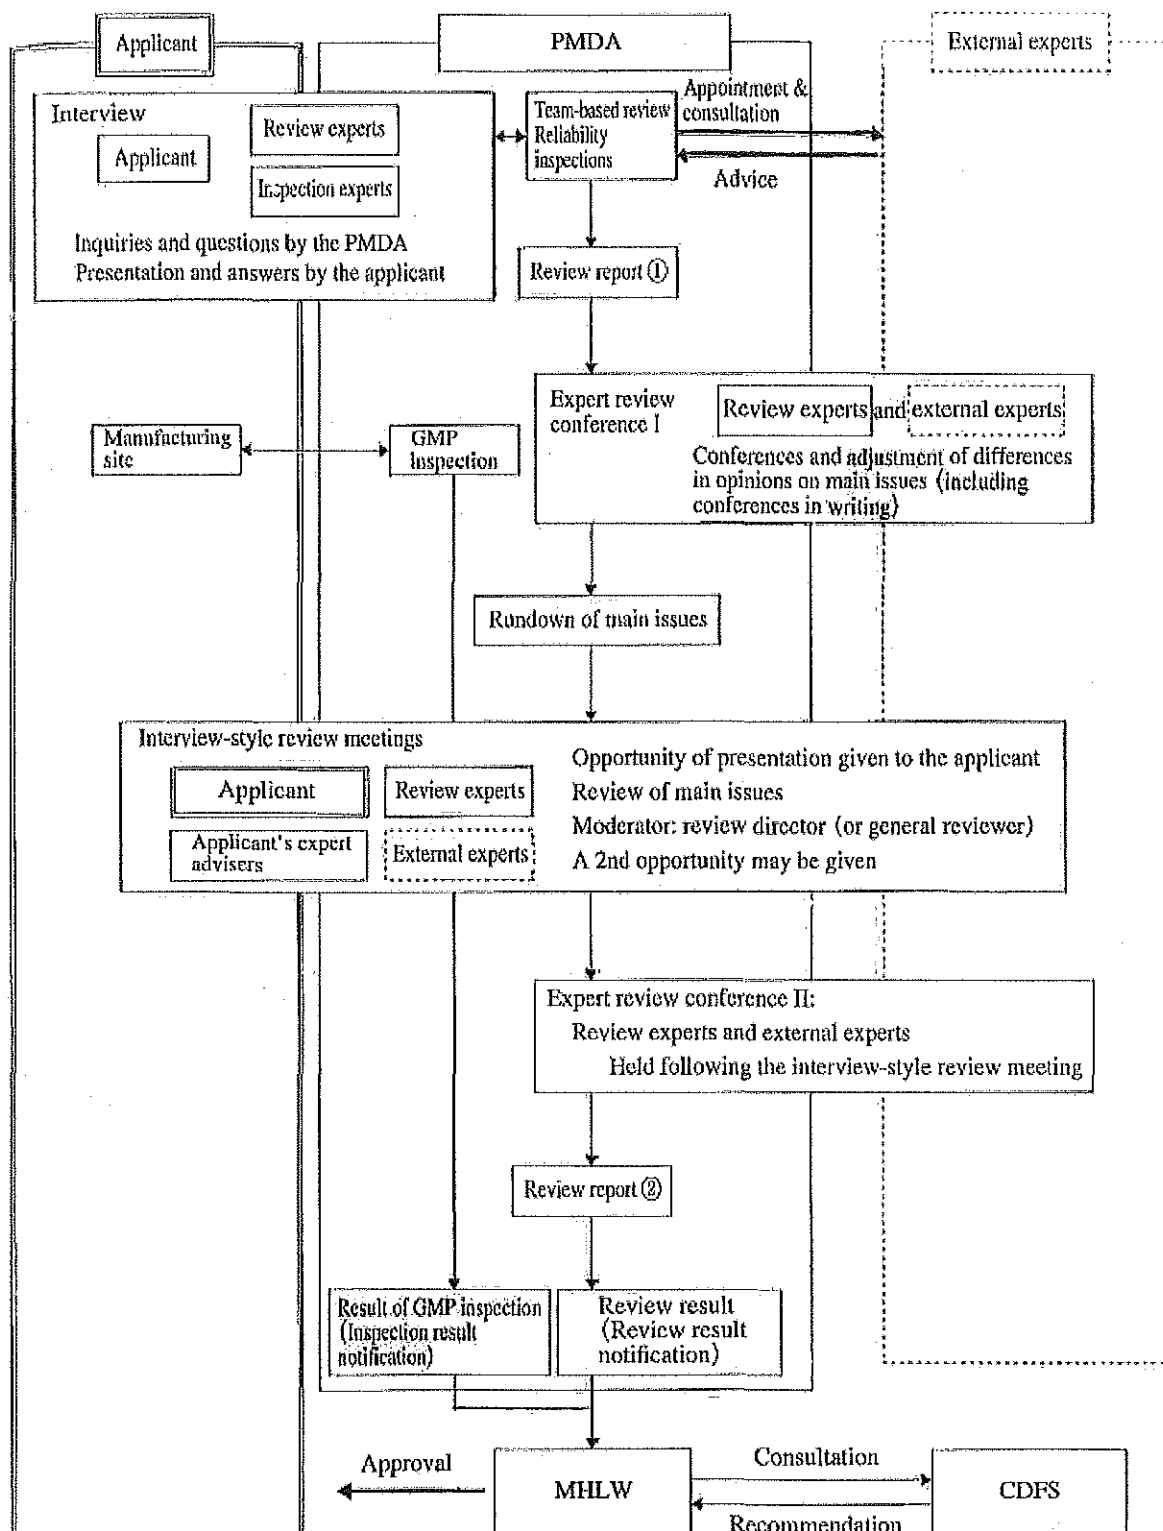 Applicant
PMDA
External experts
Interview
Review experts
Applicant
Inspection experts
Inquiries and questions by the PMDA
Presentation and answers by the applicant
Team-based review
Reliability
inspections
Appointment &
consultation
Advice
Review report ①
Expert review
conference I
Review experts and external experts
Conferences and adjustment of differences
in opinions on main issues (including
conferences in writing)
Manufacturing
site
GMP
Inspection
Rundown of main issues
Interview-style review meetings
Applicant
Review experts
Applicant's expert
advisers
External experts
Opportunity of presentation given to the applicant
Review of main issues
Moderator: review director (or general reviewer)
A 2nd opportunity may be given
Expert review conference II:
Review experts and external experts
Held following the interview-style review meeting
Review report ②
Result of GMP inspection
(Inspection result
notification)
Review result
(Review result
notification)
Approval
MHLW
Consultation
Recommendation
CDFS